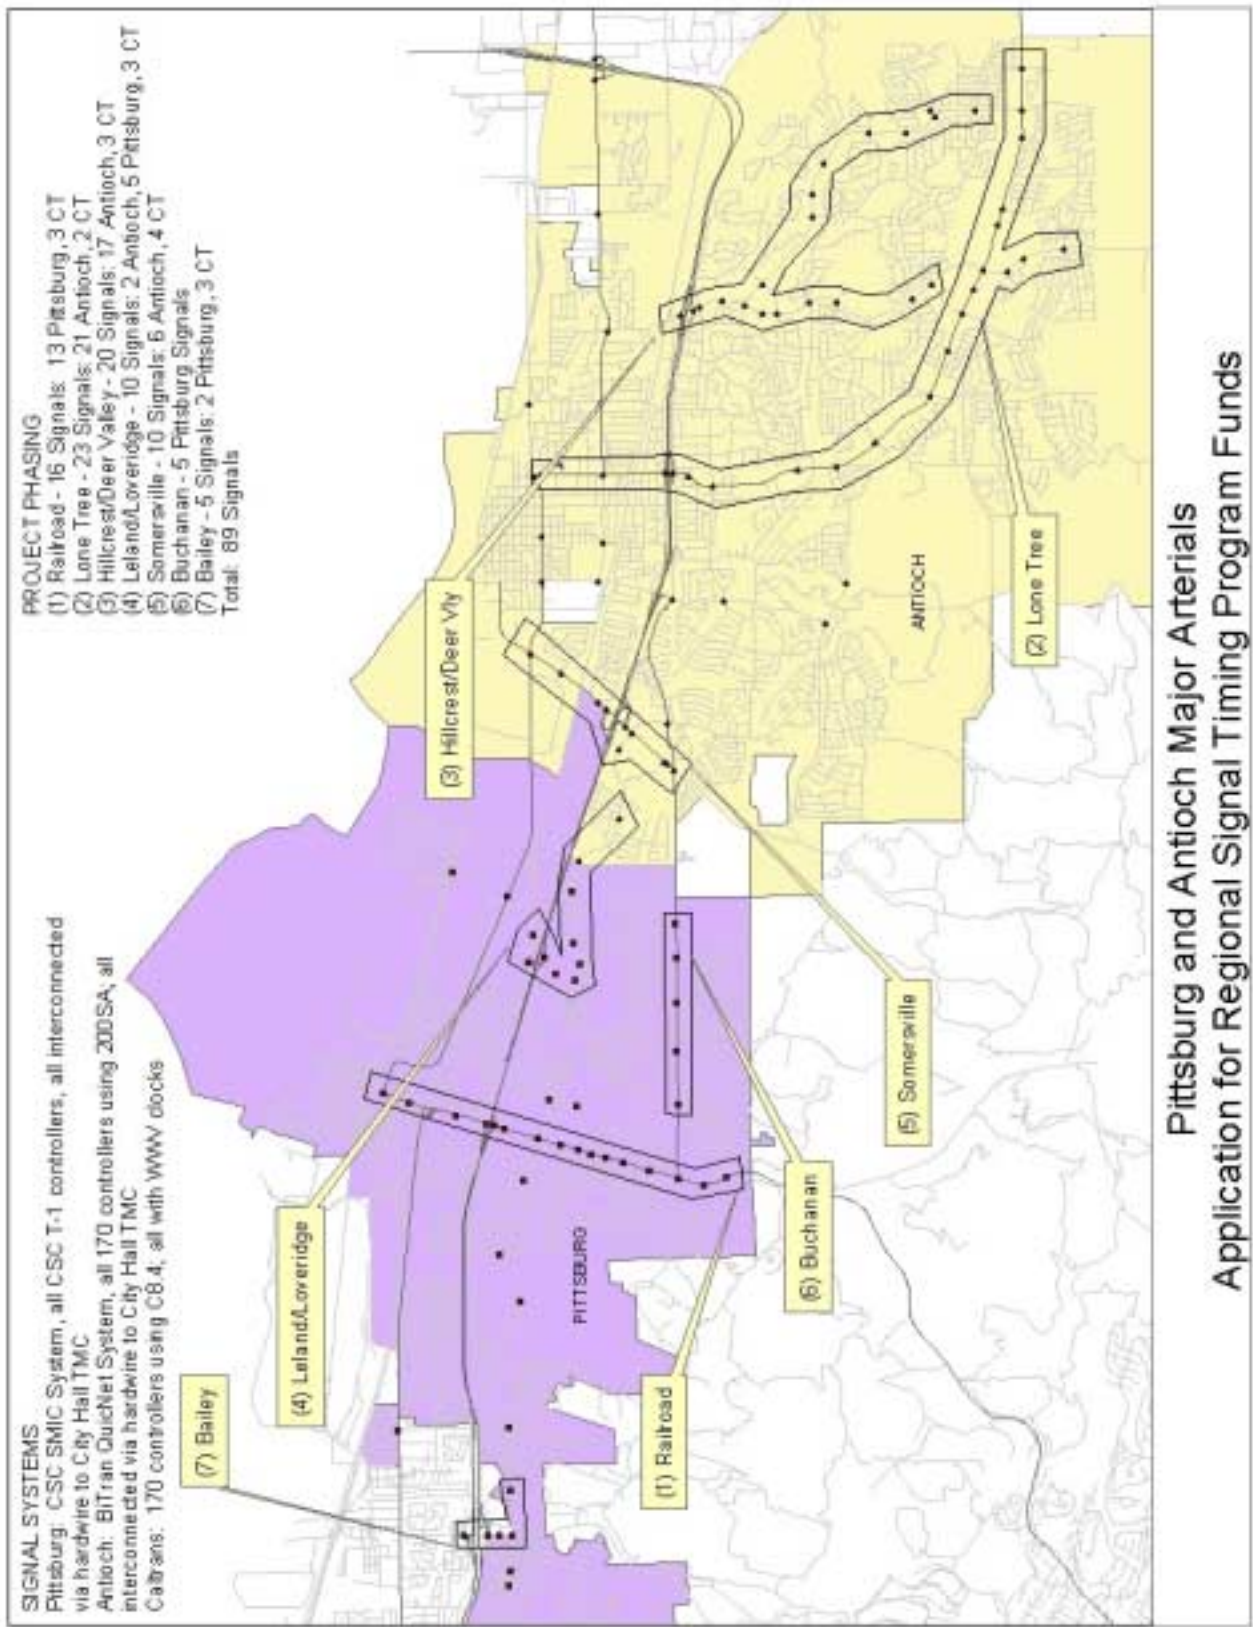 SIGNAL SYSTEMS
Pittsburg: CSC SMIC System, all CSC T-1 controllers, all interconnected
via hardwire to City Hall TMC
Antioch: BiTran QuicNet System, all 170 controllers using 200SA, all
interconnected via hardwire to City Hall TMC
Caltrans: 170 controllers using C8.4, all with WWV clocks
PROJECT PHASING
(1) Railroad - 16 Signals: 13 Pittsburg, 3 CT
(2) Lone Tree - 23 Signals: 21 Antioch, 2 CT
(3) Hillcrest/Deer Valley - 20 Signals: 17 Antioch, 3 CT
(4) Leland/Loveridge - 10 Signals: 2 Antioch, 5 Pittsburg, 3 CT
(5) Somersville - 10 Signals: 6 Antioch, 4 CT
(6) Buchanan - 5 Pittsburg Signals
(7) Bailey - 5 Signals: 2 Pittsburg, 3 CT
Total: 89 Signals
(7) Bailey
(4) Leland/Loveridge
(3) Hillcrest/Deer Vly
PITTSBURG
(1) Railroad
(6) Buchanan
(5) Somersville
ANTIOCH
(2) Lone Tree
Pittsburg and Antioch Major Arterials
Application for Regional Signal Timing Program Funds